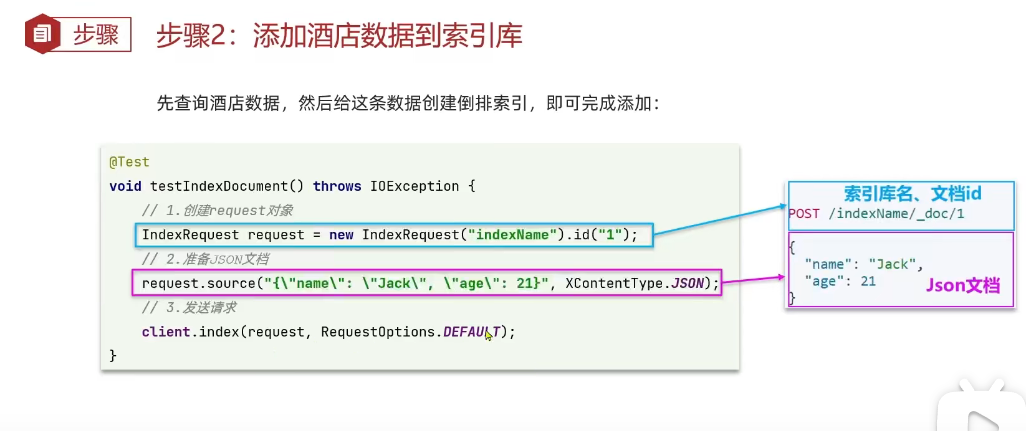 步骤
步骤2：添加酒店数据到索引库
先查询酒店数据，然后给这条数据创建倒排索引，即可完成添加：
@Test
void testIndexDocument() throws IOException {
// 1.创建request对象
IndexRequest request = new IndexRequest("indexName").id("1");
// 2.准备JSON文档
request.source("{\"name\": \"Jack\", \"age\": 21}", XContentType.JSON);
// 3.发送请求
client.index(request, RequestOptions.DEFAULT);
}
索引库名、文档id
POST /indexName/_doc/1
{
"name": "Jack",
"age": 21
Json文档
}